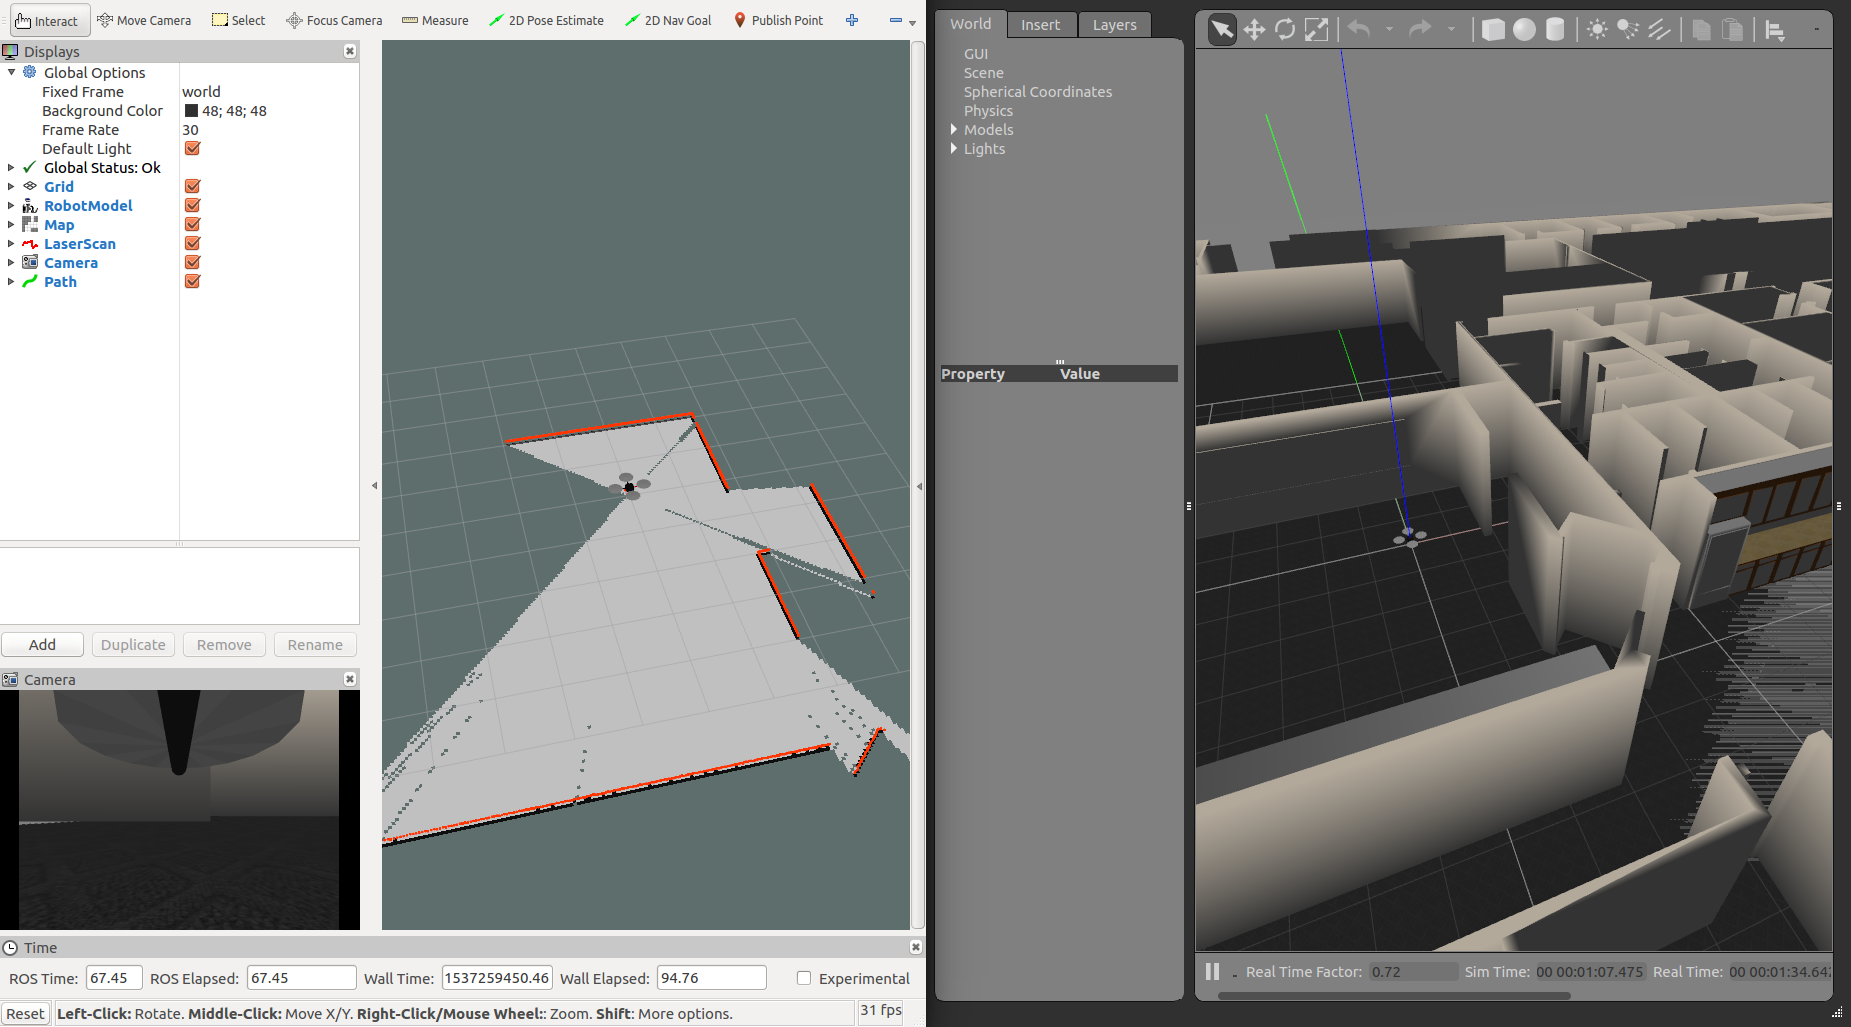 Interact Move Camera Select Focus Camera Measure 2D Pose Estimate 2D Nav Goal Publish Point
Displays
Global Options
Fixed Frame world
Background Color 48; 48; 48
Frame Rate 30
Default Light
Global Status: Ok
Grid
RobotModel
Map
LaserScan
Camera
Path
Add Duplicate Remove Rename
Camera
Time
ROS Time: 67.45 ROS Elapsed: 67.45 Wall Time: 1537259450.46 Wall Elapsed: 94.76 Experimental
Reset Left-Click: Rotate. Middle-Click: Move X/Y. Right-Click/Mouse Wheel:: Zoom. Shift: More options. 31 fps
World Insert Layers
GUI
Scene
Spherical Coordinates
Physics
Models
Lights
Property Value
Real Time Factor: 0.72 Sim Time: 00 00:01:07.475 Real Time: 00 00:01:34.642